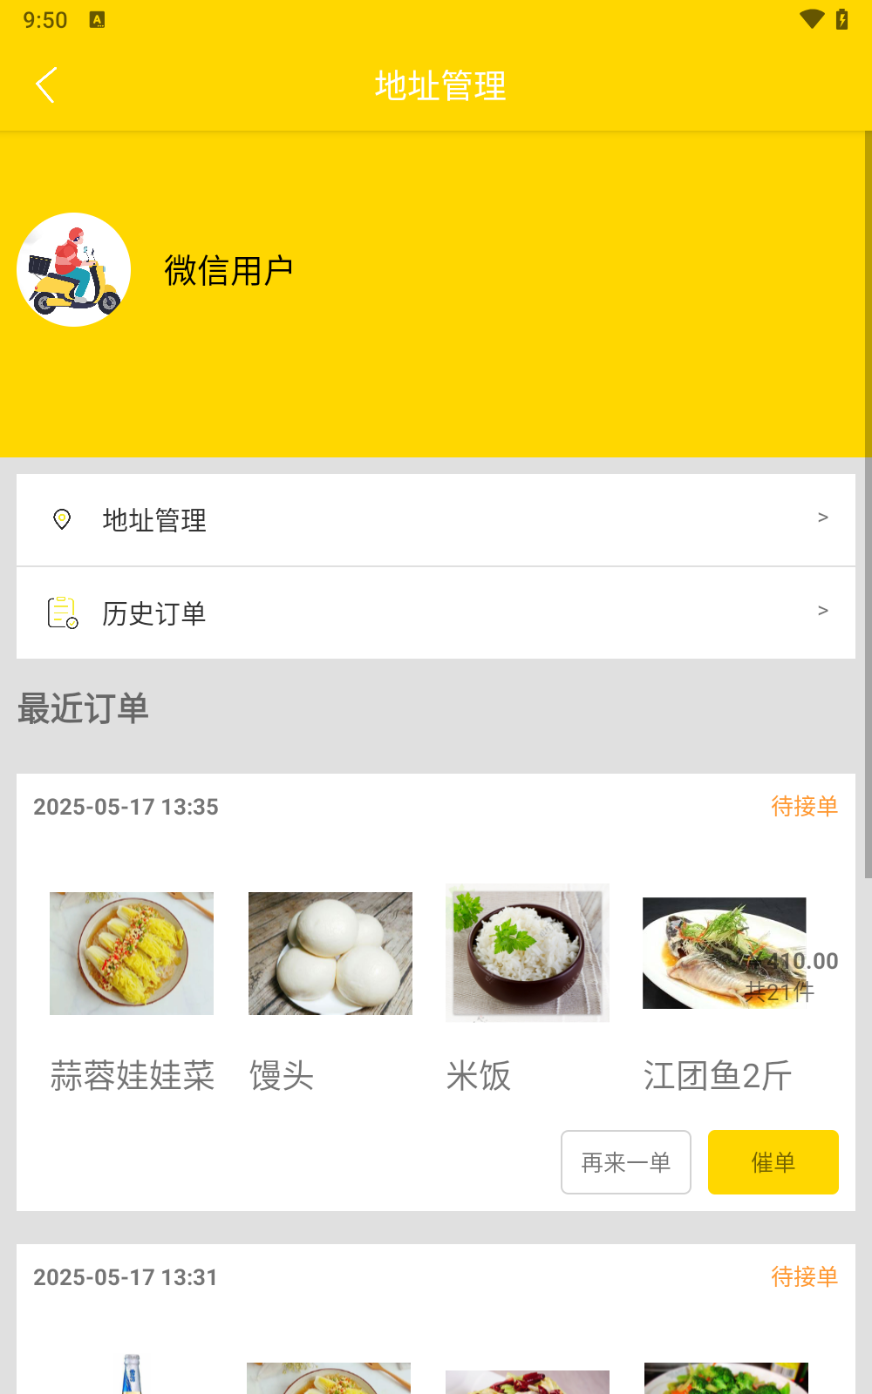 9:50
地址管理
微信用户
地址管理 >
历史订单 >
最近订单
2025-05-17 13:35 待接单
410.00
共21件
蒜蓉娃娃菜 馒头 米饭 江团鱼2斤
再来一单 催单
2025-05-17 13:31 待接单